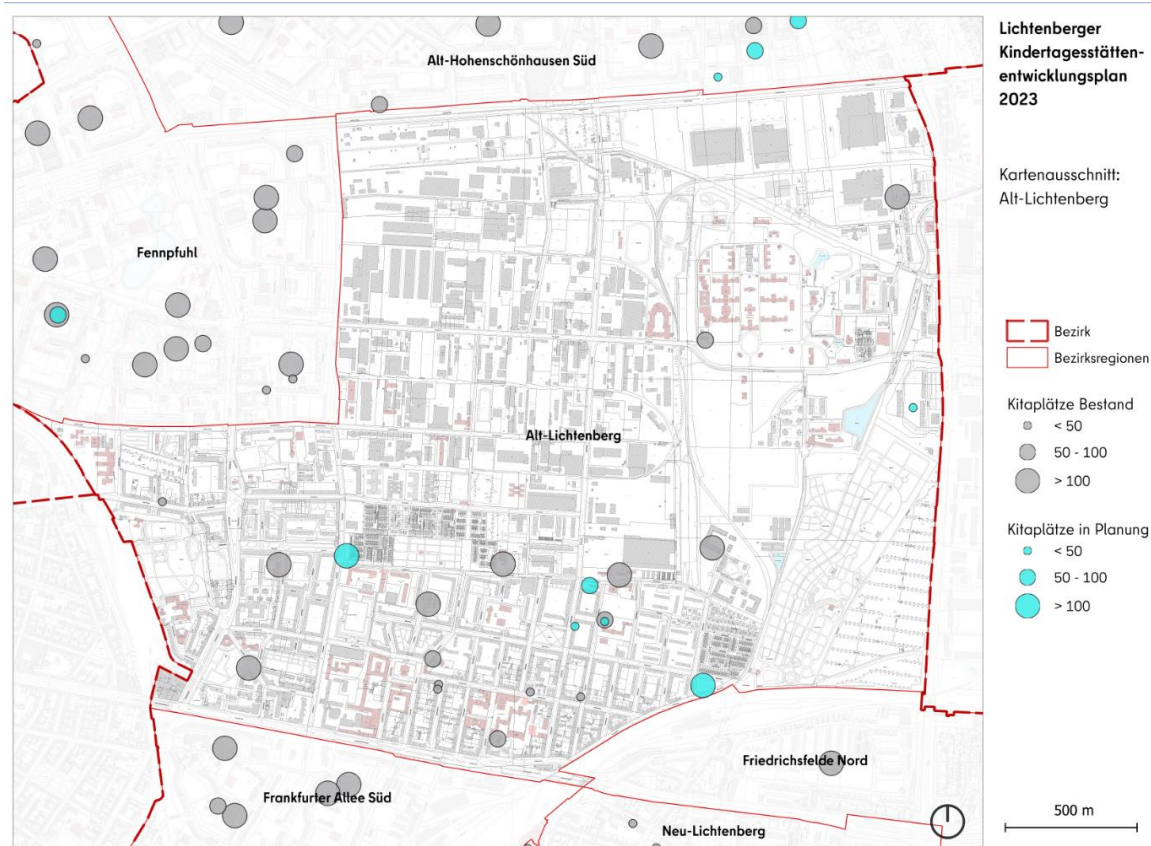 Alt-Hohenschönhausen Süd
Fennpfuhl
Alt-Lichtenberg
Friedrichsfelde Nord
Frankfurter Allee Süd
Neu-Lichtenberg
Lichtenberger
Kindertagesstätten-
entwicklungsplan
2023
Kartenausschnitt:
Alt-Lichtenberg
Bezirk
Bezirksregionen
Kitaplätze Bestand
< 50
50 - 100
> 100
Kitaplätze in Planung
< 50
50 - 100
> 100
500 m